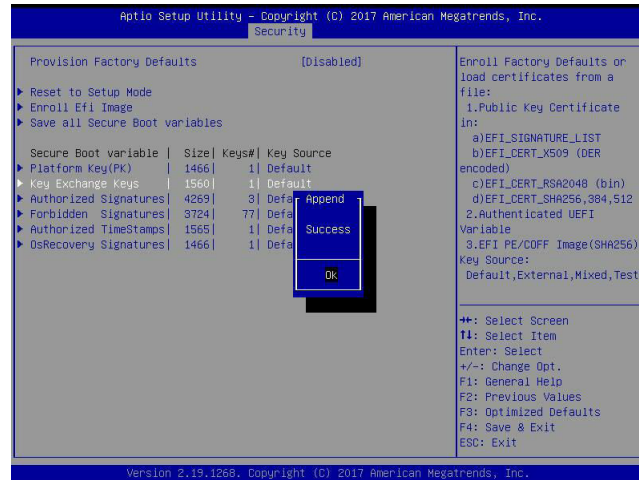 Aptio Setup Utility – Copyright (C) 2017 American Megatrends, Inc.
Security
Provision Factory Defaults [Disabled]
▶ Reset to Setup Mode
▶ Enroll Efi Image
▶ Save all Secure Boot variables
Secure Boot variable | Size| Keys#| Key Source
▶ Platform Key(PK) | 1466| 1| Default
▶ Key Exchange Keys | 1560| 1| Default
▶ Authorized Signatures| 4269| 3| Defa
▶ Forbidden Signatures| 3724| 77| Defa
▶ Authorized TimeStamps| 1565| 1| Defa
▶ OsRecovery Signatures| 1466| 1| Defa
Append
Success
Ok
Enroll Factory Defaults or
load certificates from a
file:
1.Public Key Certificate
in:
a)EFI_SIGNATURE_LIST
b)EFI_CERT_X509 (DER
encoded)
c)EFI_CERT_RSA2048 (bin)
d)EFI_CERT_SHA256,384,512
2.Authenticated UEFI
Variable
3.EFI PE/COFF Image(SHA256)
Key Source:
Default,External,Mixed,Test
→←: Select Screen
↑↓: Select Item
Enter: Select
+/-: Change Opt.
F1: General Help
F2: Previous Values
F3: Optimized Defaults
F4: Save & Exit
ESC: Exit
Version 2.19.1268. Copyright (C) 2017 American Megatrends, Inc.